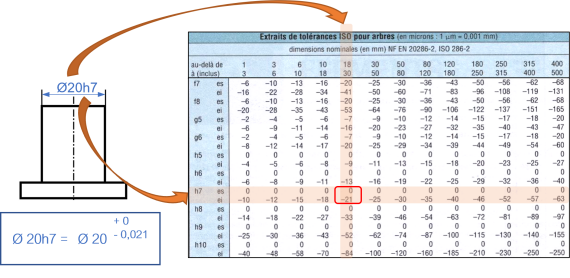 Extraits de tolérances ISO pour arbres (en microns : 1 µm = 0,001 mm)
dimensions nominales (en mm) NF EN 20286-2, ISO 286-2
au-delà de 1 3 6 10 18 30 50 80 120 180 250 315 400
à (inclus) 3 6 10 18 30 50 80 120 180 250 315 400 500
f7 es –6 –10 –13 –16 –20 –25 –30 –36 –43 –50 –56 –62 –68
ei –16 –22 –28 –34 –41 –50 –60 –71 –83 –96 –108 –119 –131
f8 es –6 –10 –13 –16 –20 –25 –30 –36 –43 –50 –56 –62 –68
ei –20 –28 –35 –43 –53 –64 –76 –90 –106 –122 –137 –151 –165
g5 es –2 –4 –5 –6 –7 –9 –10 –12 –14 –15 –17 –18 –20
ei –6 –9 –11 –14 –16 –20 –23 –27 –32 –35 –40 –43 –47
g6 es –2 –4 –5 –6 –7 –9 –10 –12 –14 –15 –17 –18 –20
ei –8 –12 –14 –17 –20 –25 –29 –34 –39 –44 –49 –54 –60
h5 es 0 0 0 0 0 0 0 0 0 0 0 0 0
ei –4 –5 –6 –8 –9 –11 –13 –15 –18 –20 –23 –25 –27
h6 es 0 0 0 0 0 0 0 0 0 0 0 0 0
ei –6 –8 –9 –11 –13 –16 –19 –22 –25 –29 –32 –36 –40
h7 es 0 0 0 0 0 0 0 0 0 0 0 0 0
ei –10 –12 –15 –18 –21 –25 –30 –35 –40 –46 –52 –57 –63
h8 es 0 0 0 0 0 0 0 0 0 0 0 0 0
ei –14 –18 –22 –27 –33 –39 –46 –54 –63 –72 –81 –89 –97
h9 es 0 0 0 0 0 0 0 0 0 0 0 0 0
ei –25 –30 –36 –43 –52 –62 –74 –87 –100 –115 –130 –140 –155
h10 es 0 0 0 0 0 0 0 0 0 0 0 0 0
ei –40 –48 –58 –70 –84 –100 –120 –160 –185 –210 –230 –250
Ø20h7
+ 0
Ø 20h7 = Ø 20 - 0,021